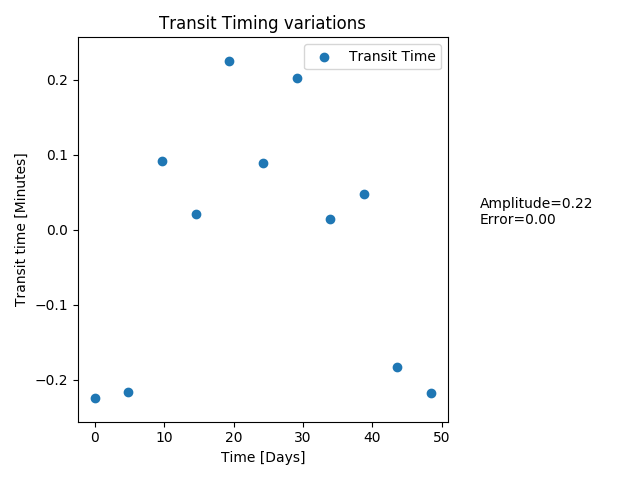 Transit Timing variations
Transit Time
0.2
0.1
0.0
−0.1
−0.2
Transit time [Minutes]
Amplitude=0.22
Error=0.00
0 10 20 30 40 50
Time [Days]